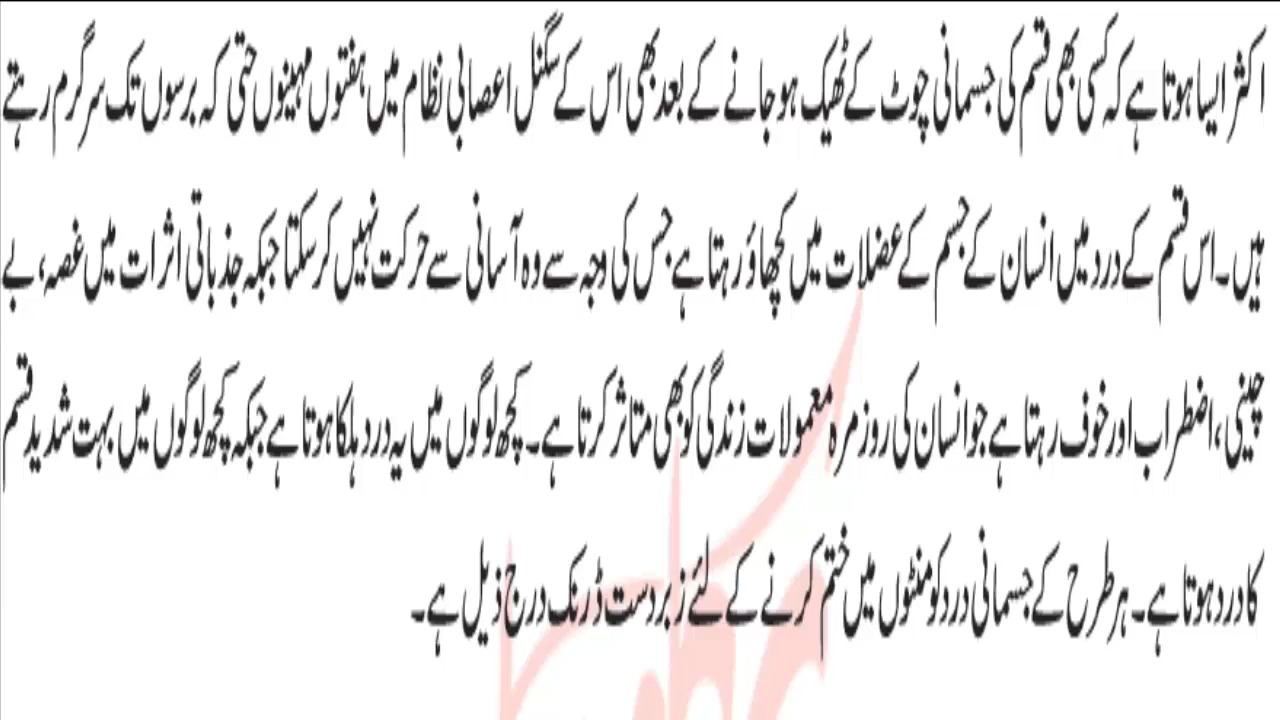 اکثر ایسا ہوتا ہے کہ کسی بھی قسم کی جسمانی چوٹ کے ٹھیک ہو جانے کے بعد بھی اس کے سگنل اعصابی نظام میں ہفتوں مہینوں حتی کہ برسوں تک سرگرم رہتے
ہیں۔ اس قسم کے درد میں انسان کے جسم کے عضلات میں کھچاؤ رہتا ہے جس کی وجہ سے وہ آسانی سے حرکت نہیں کر سکتا جبکہ جذباتی اثرات میں غصہ، بے
چینی، اضطراب اور خوف رہتا ہے جو انسان کی روز مرہ معمولات زندگی کو بھی متاثر کرتا ہے۔ کچھ لوگوں میں یہ درد ہلکا ہوتا ہے جبکہ کچھ لوگوں میں بہت شدید قسم
کا درد ہوتا ہے۔ ہر طرح کے جسمانی درد کو منٹوں میں ختم کرنے کے لئے زبردست ڈرنک درج ذیل ہے۔